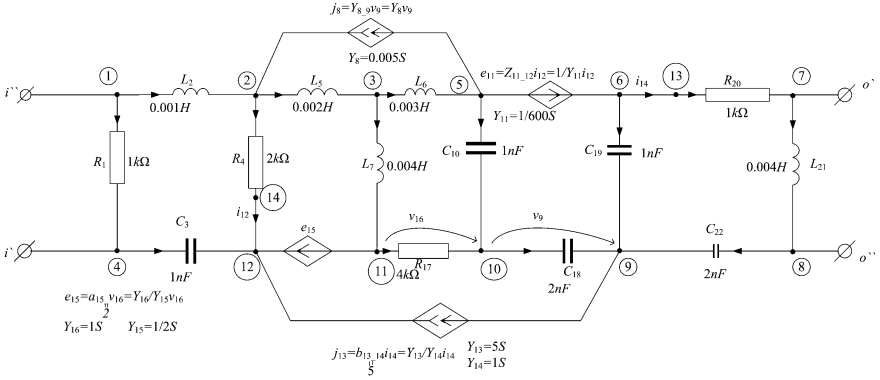 j₈=Y₈_₉v₉=Y₈v₉
Y₈=0.005S
e₁₁=Z₁₁_₁₂i₁₂=1/Y₁₁i₁₂
Y₁₁=1/600S
i`` 1 L₂ 2 L₅ 3 L₆ 5 6 i₁₄ 13 R₂₀ 7 o`
0.001H 0.002H 0.003H 1kΩ
R₁ 1kΩ R₄ 2kΩ L₇ 0.004H C₁₀ 1nF C₁₉ 1nF 0.004H L₂₁
14
i₁₂
C₃ e₁₅ v₁₆ v₉ C₂₂
i` 4 1nF 12 11 R₁₇ 4kΩ 10 C₁₈ 2nF 9 2nF 8 o``
e₁₅=a₁₅ v₁₆=Y₁₆/Y₁₅v₁₆
"
2
Y₁₆=1S Y₁₅=1/2S
j₁₃=b₁₃_₁₄i₁₄=Y₁₃/Y₁₄i₁₄
"
5
Y₁₃=5S
Y₁₄=1S